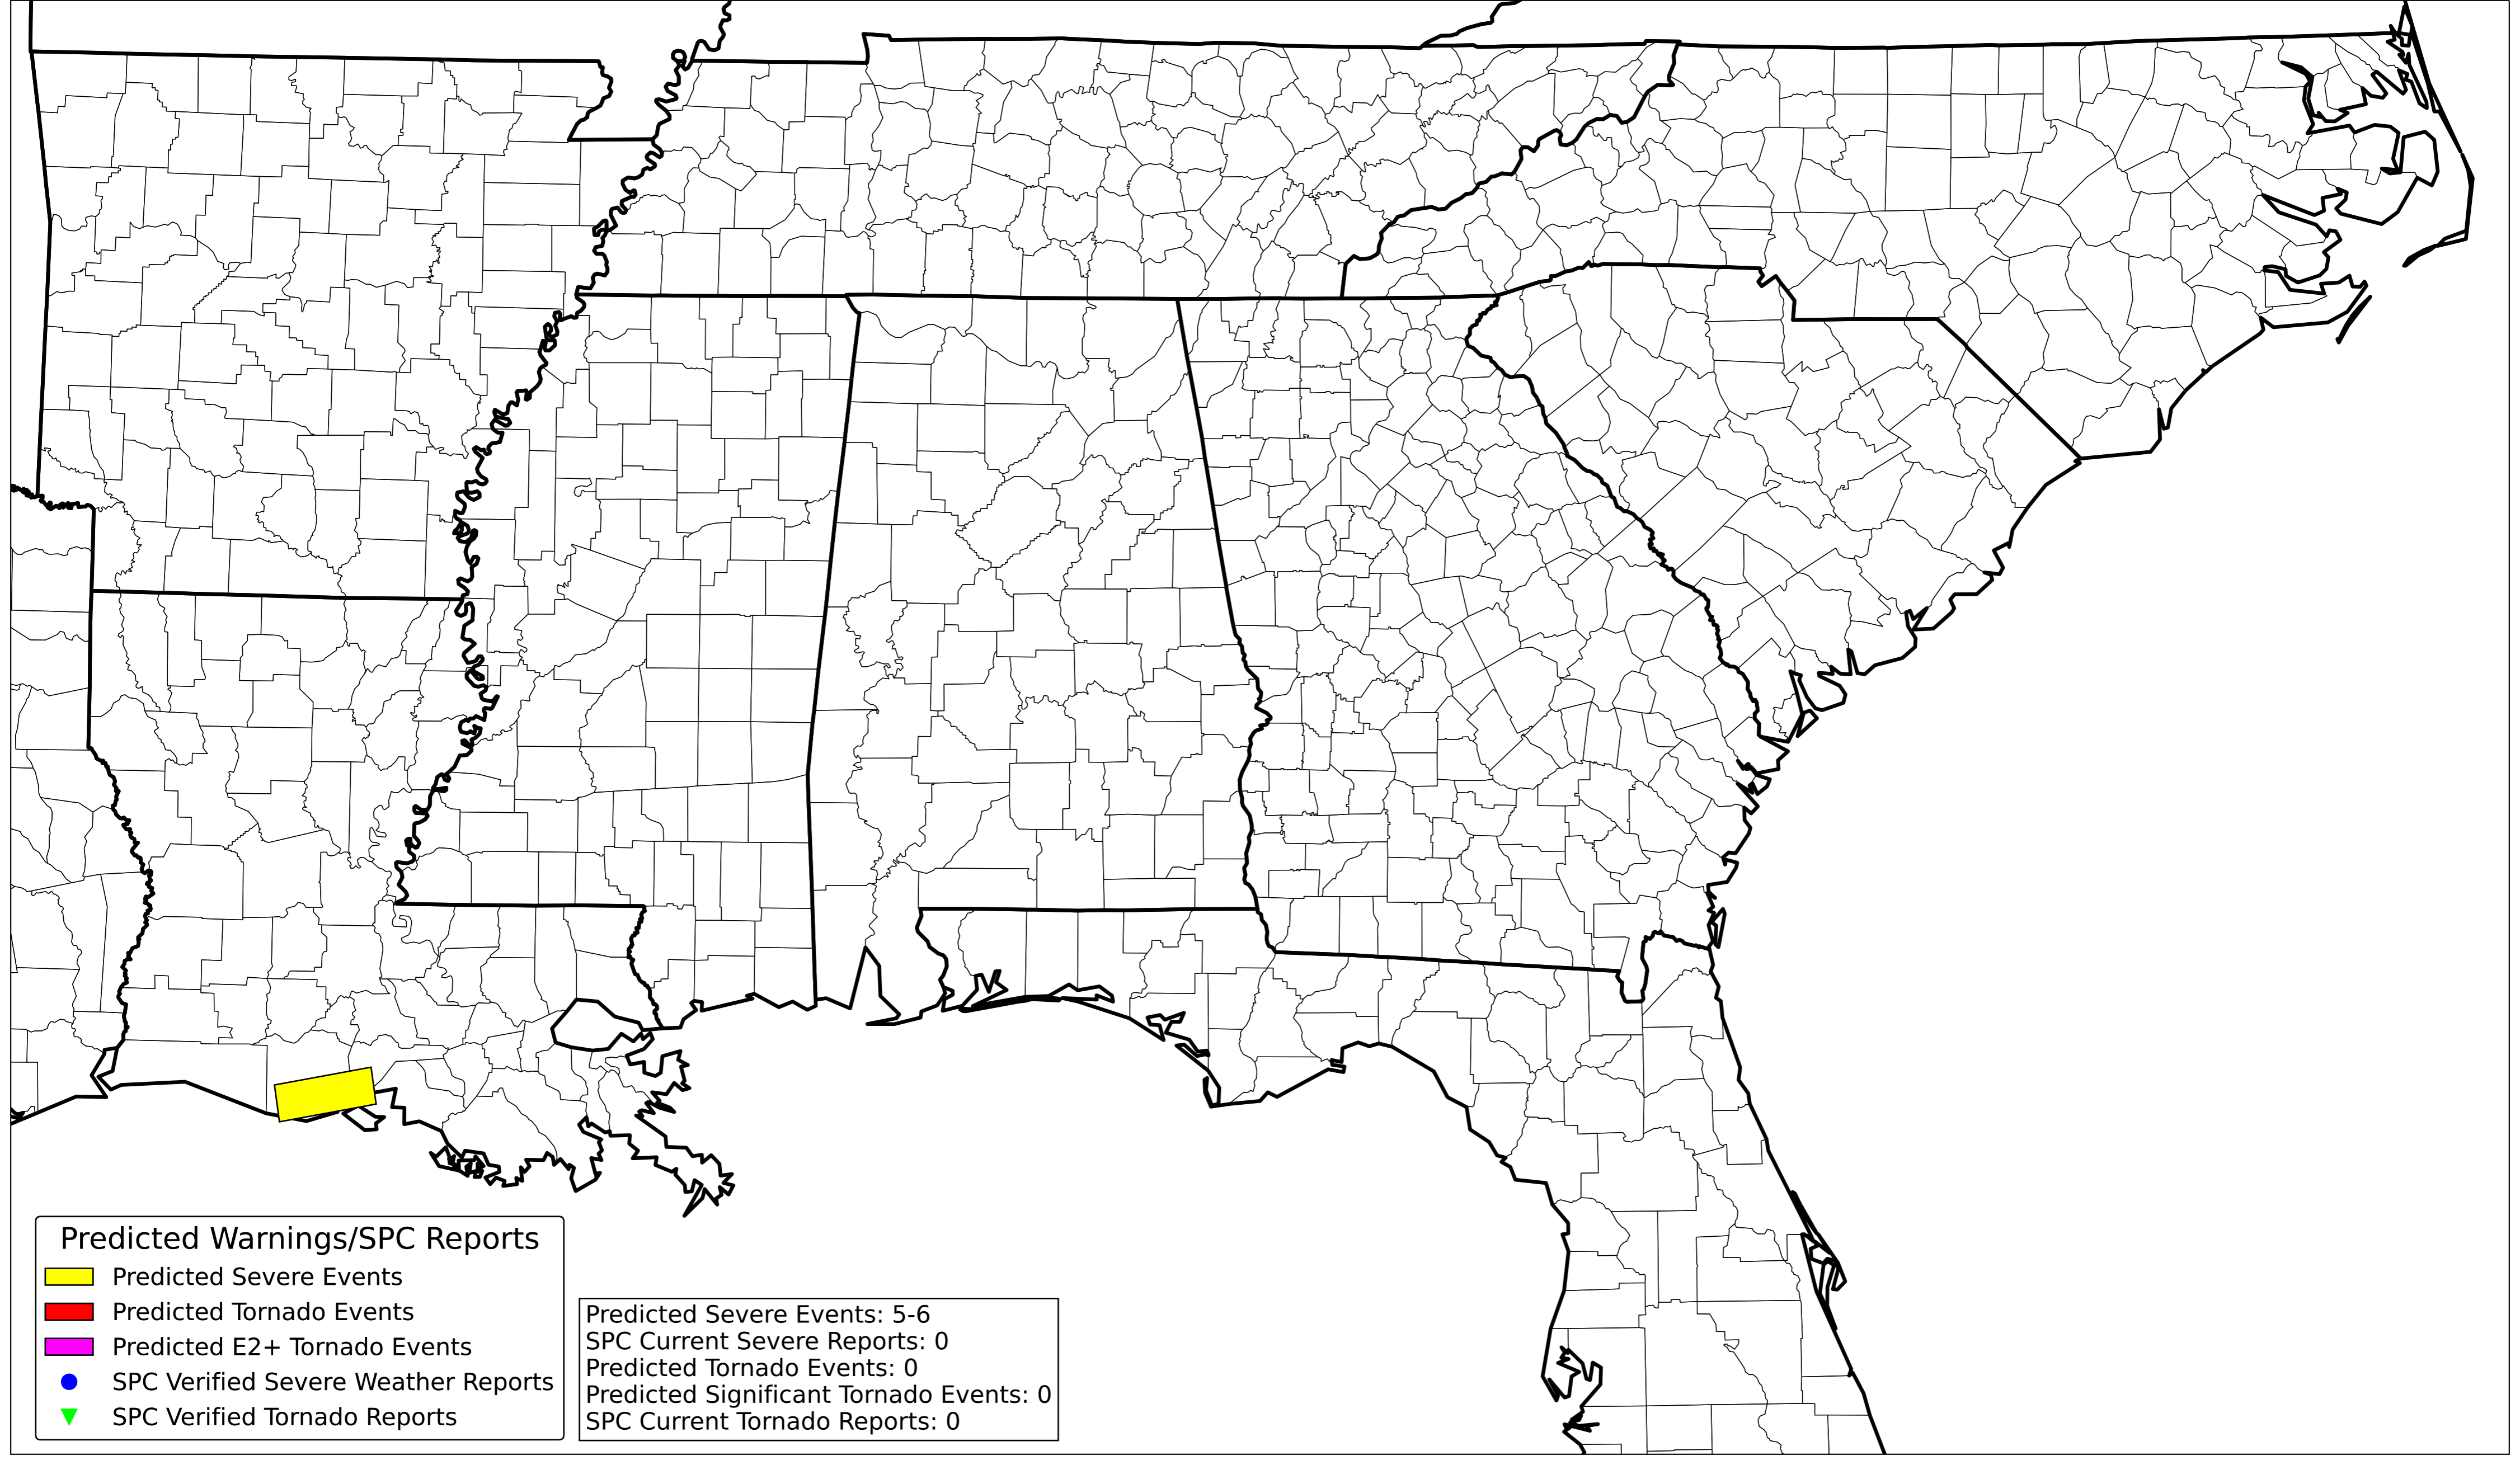 Predicted Warnings/SPC Reports
Predicted Severe Events
Predicted Tornado Events
Predicted E2+ Tornado Events
SPC Verified Severe Weather Reports
SPC Verified Tornado Reports
Predicted Severe Events: 5-6
SPC Current Severe Reports: 0
Predicted Tornado Events: 0
Predicted Significant Tornado Events: 0
SPC Current Tornado Reports: 0